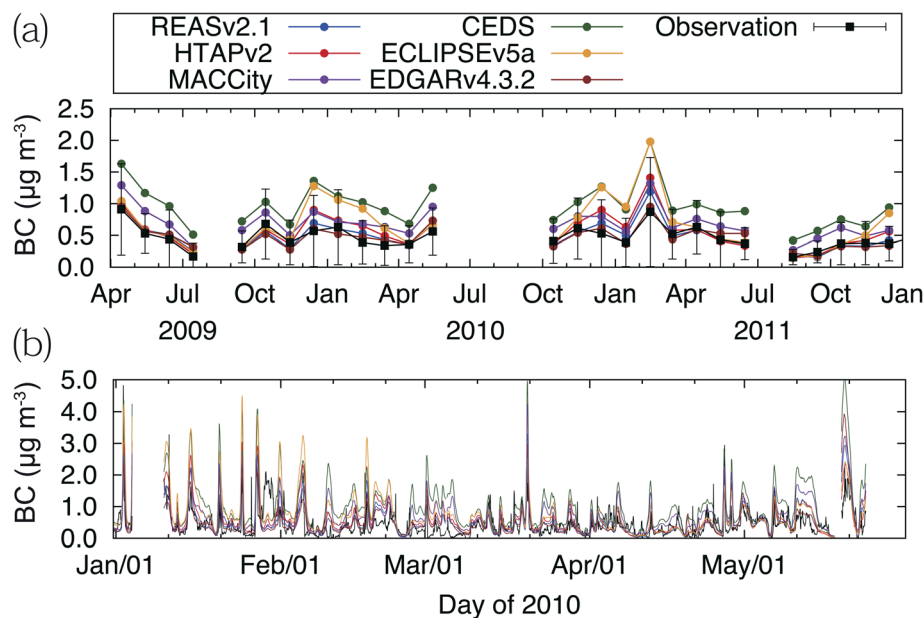 (a)
REASv2.1 CEDS Observation
HTAPv2 ECLIPSEv5a
MACCity EDGARv4.3.2
BC (μg m⁻³)
2.5
2.0
1.5
1.0
0.5
0.0
Apr Jul Oct Jan Apr Jul Oct Jan Apr Jul Oct Jan
2009 2010 2011
(b)
BC (μg m⁻³)
5.0
4.0
3.0
2.0
1.0
0.0
Jan/01 Feb/01 Mar/01 Apr/01 May/01
Day of 2010